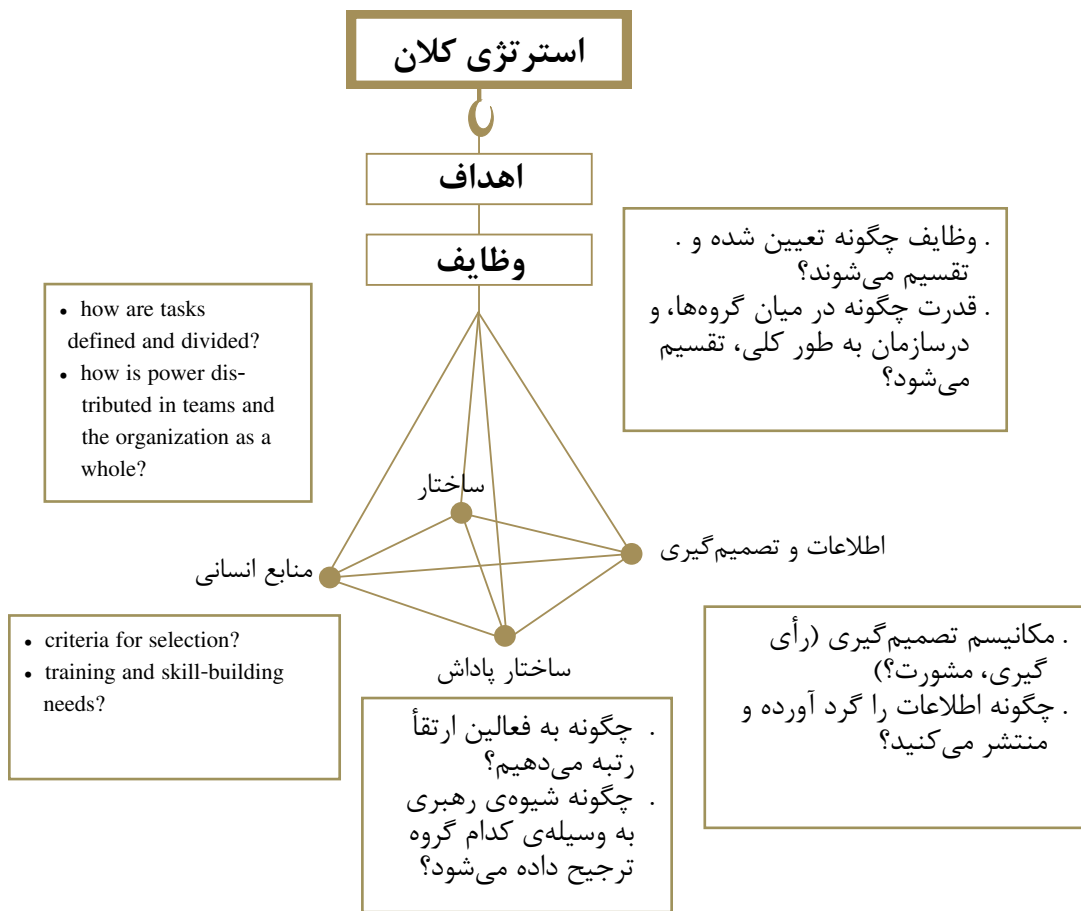 استرتژی کلان
اهداف
وظایف
. وظایف چگونه تعیین شده و .
تقسیم می‌شوند؟
. قدرت چگونه در میان گروه‌ها، و
درسازمان به طور کلی، تقسیم
می‌شود؟
• how are tasks
defined and divided?
• how is power dis-
tributed in teams and
the organization as a
whole?
ساختار
اطلاعات و تصمیم‌گیری
منابع انسانی
• criteria for selection?
• training and skill-building
needs?
ساختار پاداش
. مکانیسم تصمیم‌گیری (رأی
گیری، مشورت؟)
. چگونه اطلاعات را گرد آورده و
منتشر می‌کنید؟
. چگونه به فعالین ارتقأ
رتبه می‌دهیم؟
. چگونه شیوه‌ی رهبری
به وسیله‌ی کدام گروه
ترجیح داده می‌شود؟